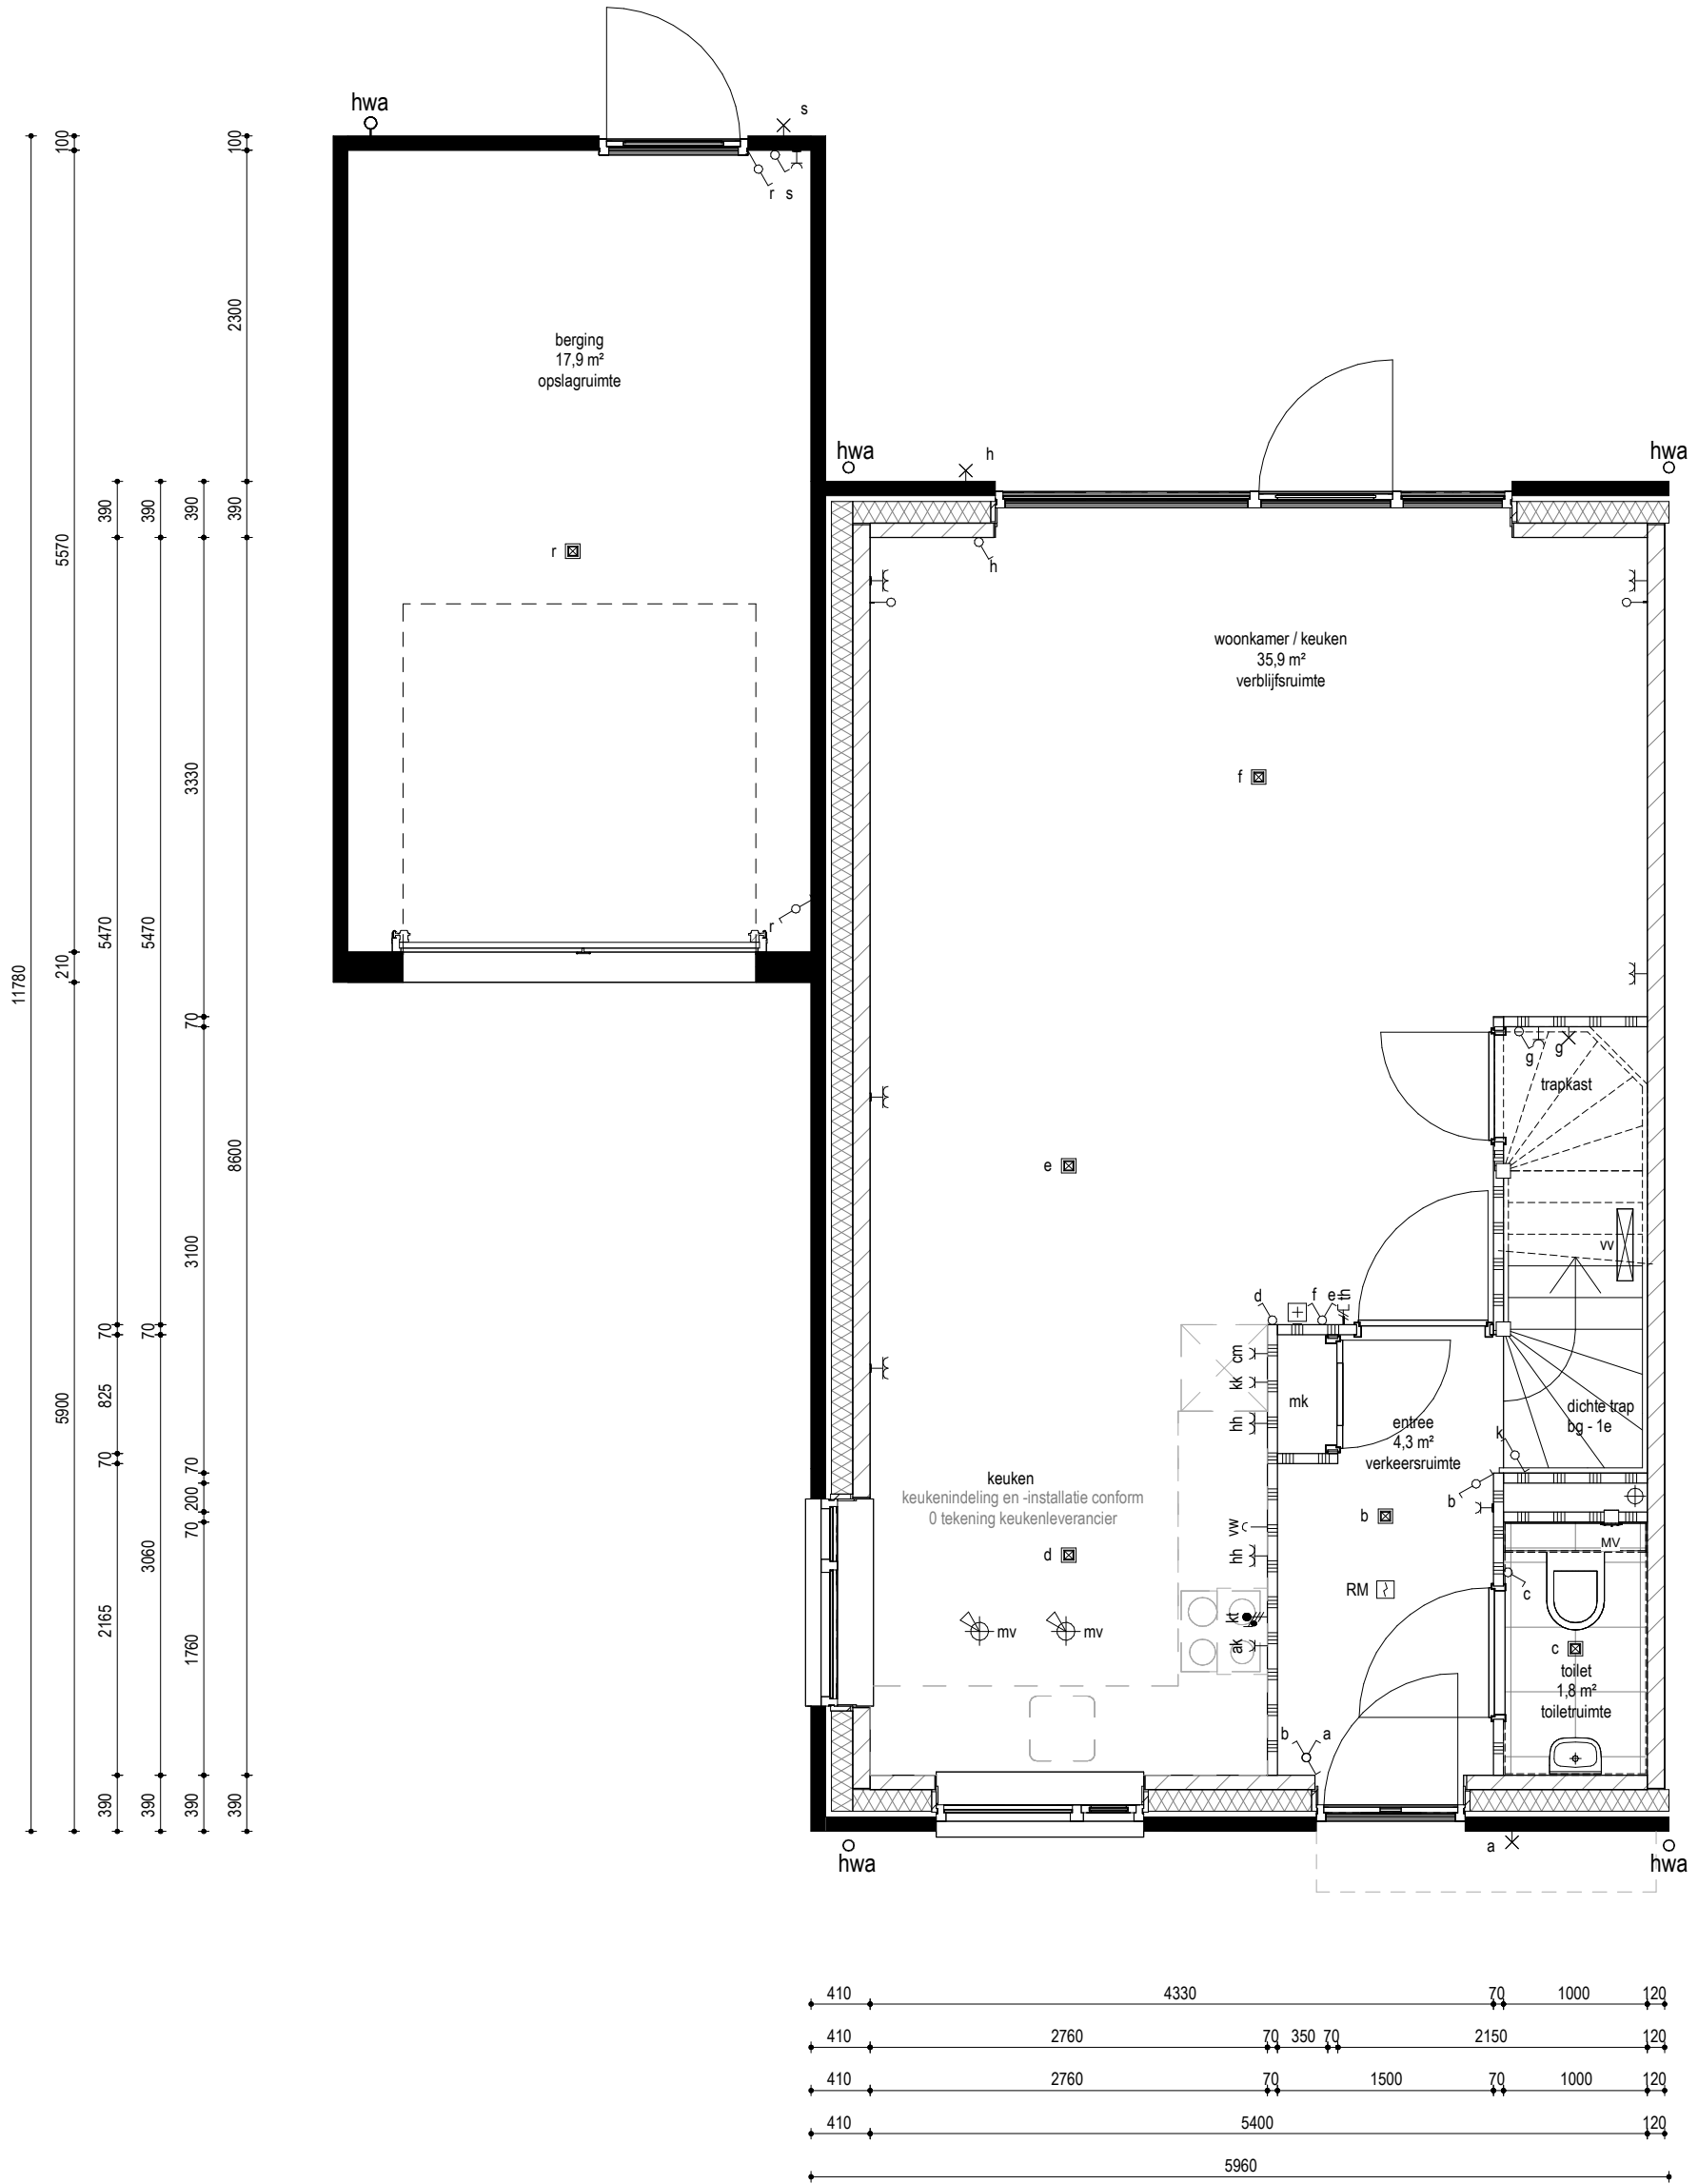 hwa
s
r s
berging
17,9 m²
opslagruimte
r
r
hwa
h
hwa
h
woonkamer / keuken
35,9 m²
verblijfsruimte
f
g
g
trapkast
e
vv
d
f
e
th
cm
kk
hh
mk
entree
4,3 m²
verkeersruimte
dichte trap
bg - 1e
k
keuken
keukenindeling en -installatie conform
0 tekening keukenleverancier
vw
hh
b
b
MV
d
RM
c
mv
mv
kt
ak
c
toilet
1,8 m²
toiletruimte
b
a
a
hwa
hwa
11780
100
5570
210
5900
390
5470
70
825
70
2165
390
390
5470
70
3060
390
390
3330
70
3100
70
200
70
1760
390
100
2300
390
8600
390
410 4330 70 1000 120
410 2760 70 350 70 2150 120
410 2760 70 1500 70 1000 120
410 5400 120
5960